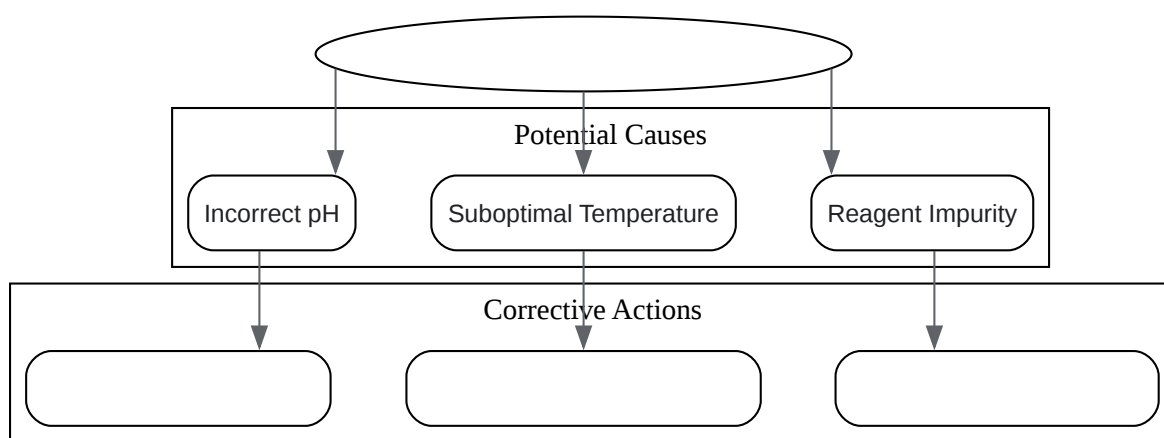 Potential Causes
Incorrect pH
Suboptimal Temperature
Reagent Impurity
Corrective Actions